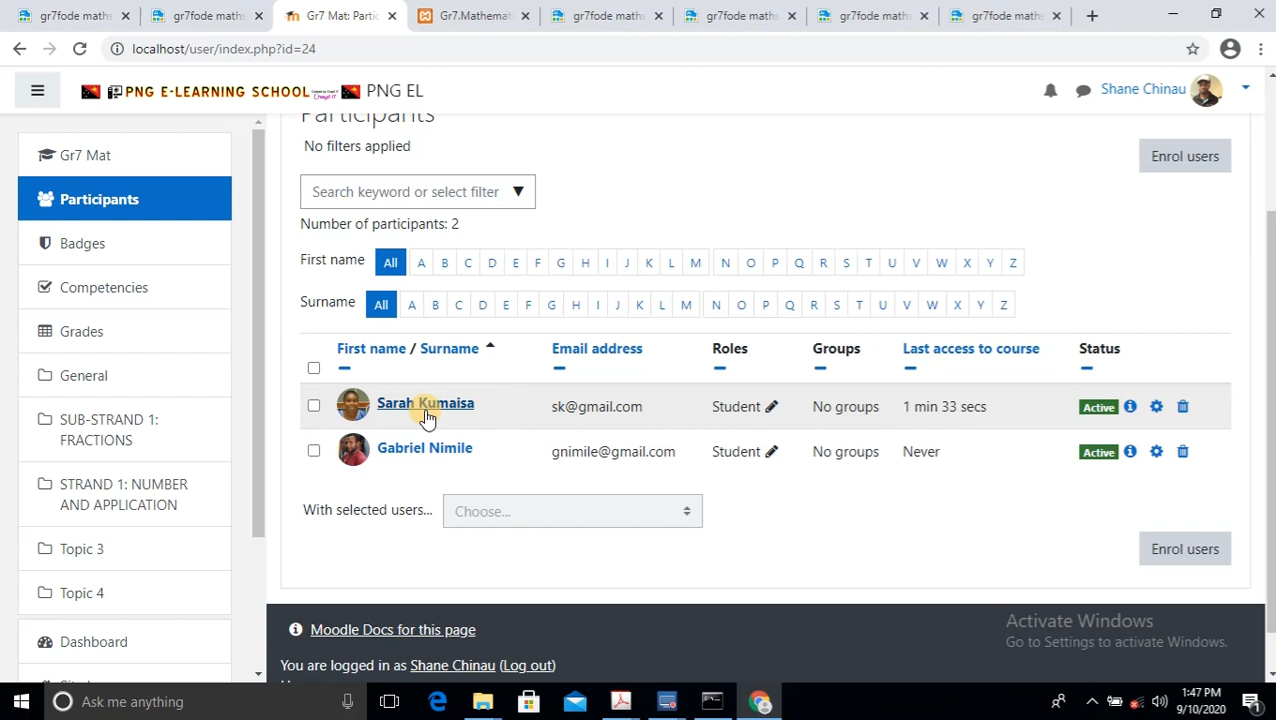 gr7fode maths
gr7fode maths
Gr7 Mat: Partic
Gr7.Mathemat
gr7fode maths
gr7fode maths
gr7fode maths
gr7fode maths
localhost/user/index.php?id=24
PNG E-LEARNING SCHOOL
PNG EL
Shane Chinau
Participants
Gr7 Mat
Participants
Badges
Competencies
Grades
General
SUB-STRAND 1:
FRACTIONS
STRAND 1: NUMBER
AND APPLICATION
Topic 3
Topic 4
Dashboard
No filters applied
Enrol users
Search keyword or select filter ▼
Number of participants: 2
First name All A B C D E F G H I J K L M N O P Q R S T U V W X Y Z
Surname All A B C D E F G H I J K L M N O P Q R S T U V W X Y Z
First name / Surname Email address Roles Groups Last access to course Status
Sarah Kumaisa sk@gmail.com Student No groups 1 min 33 secs Active
Gabriel Nimile gnimile@gmail.com Student No groups Never Active
With selected users... Choose...
Enrol users
Moodle Docs for this page
You are logged in as Shane Chinau (Log out)
Activate Windows
Go to Settings to activate Windows.
Ask me anything
1:47 PM
9/10/2020